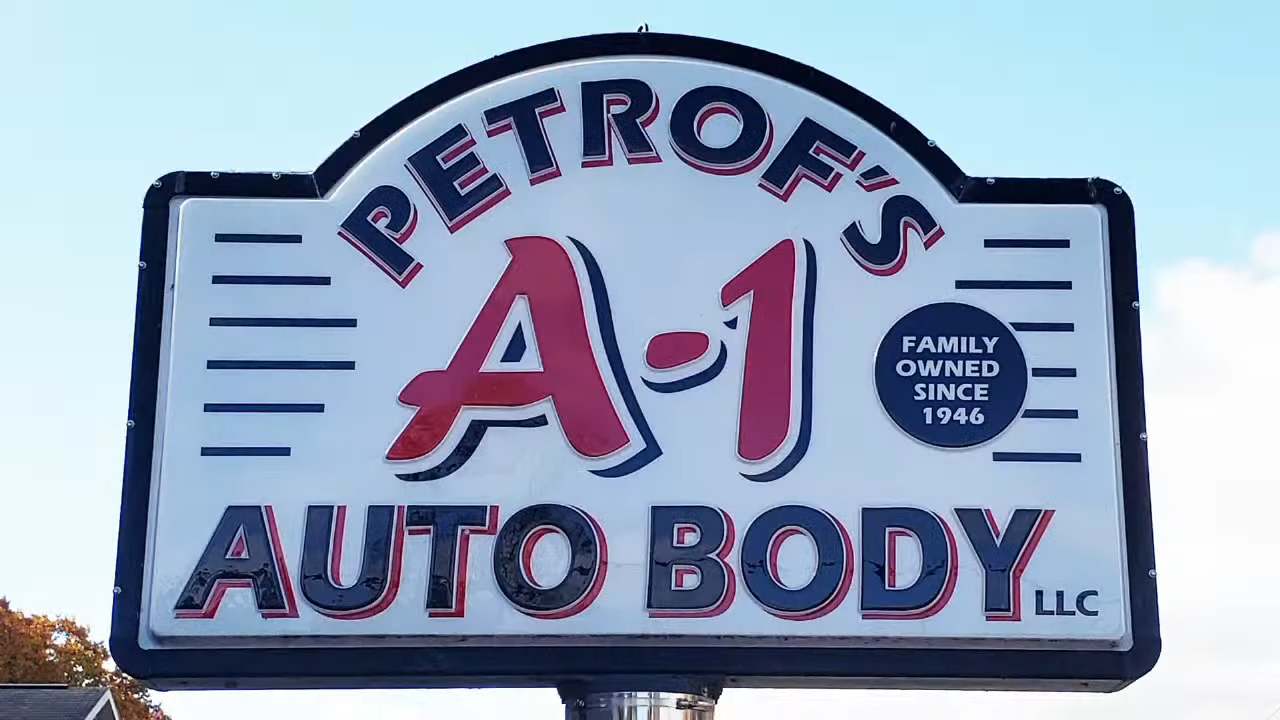 PETROF'S
A-1
FAMILY
OWNED
SINCE
1946
AUTO BODY LLC